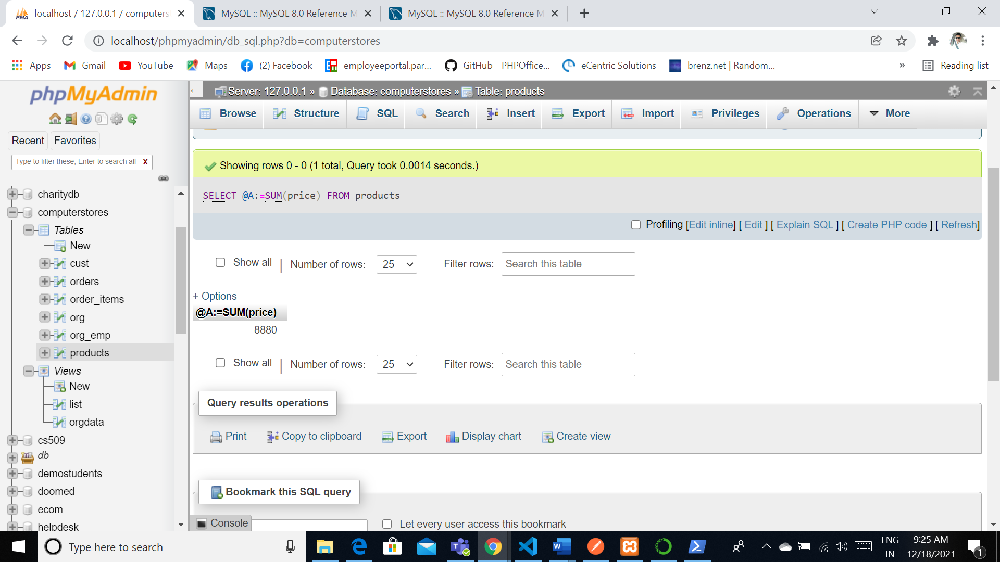 localhost / 127.0.0.1 / computerst
MySQL :: MySQL 8.0 Reference M
MySQL :: MySQL 8.0 Reference M
localhost/phpmyadmin/db_sql.php?db=computerstores
Apps
Gmail
YouTube
Maps
(2) Facebook
employeeportal.par...
GitHub - PHPOffice...
eCentric Solutions
brenz.net | Random...
»
Reading list
phpMyAdmin
Recent
Favorites
Type to filter these, Enter to search all
X
charitydb
computerstores
Tables
New
cust
orders
order_items
org
org_emp
products
Views
New
list
orgdata
cs509
db
demostudents
doomed
ecom
helpdesk
Server: 127.0.0.1 » Database: computerstores » Table: products
Browse
Structure
SQL
Search
Insert
Export
Import
Privileges
Operations
More
Showing rows 0 - 0 (1 total, Query took 0.0014 seconds.)
SELECT @A:=SUM(price) FROM products
Profiling [Edit inline] [ Edit ] [ Explain SQL ] [ Create PHP code ] [ Refresh]
Show all | Number of rows: 25 Filter rows: Search this table
+ Options
@A:=SUM(price)
8880
Show all | Number of rows: 25 Filter rows: Search this table
Query results operations
Print
Copy to clipboard
Export
Display chart
Create view
Bookmark this SQL query
Console
Let every user access this bookmark
Type here to search
ENG
IN
9:25 AM
12/18/2021
1